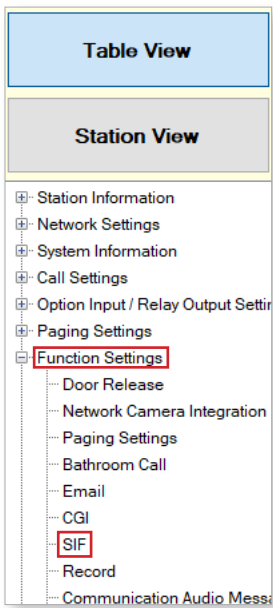 Table View
Station View
Station Information
Network Settings
System Information
Call Settings
Option Input / Relay Output Settin
Paging Settings
Function Settings
Door Release
Network Camera Integration
Paging Settings
Bathroom Call
Email
CGI
SIF
Record
Communication Audio Messa